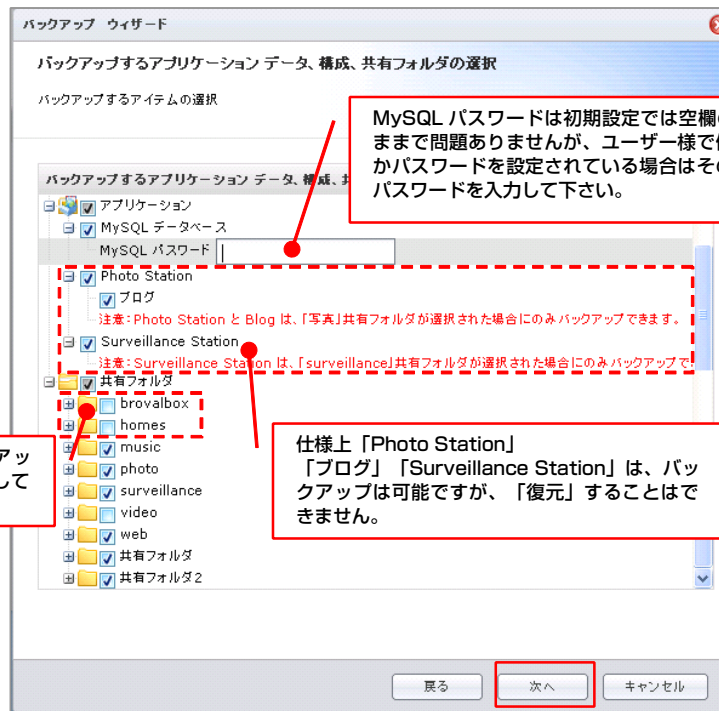 バックアップ ウィザード
バックアップするアプリケーション データ、構成、共有フォルダの選択
バックアップするアイテムの選択
MySQL パスワードは初期設定では空欄の
ままで問題ありませんが、ユーザー様で
かパスワードを設定されている場合はその
パスワードを入力して下さい。
バックアップするアプリケーション データ、構成、
アプリケーション
MySQL データベース
MySQL パスワード
Photo Station
ブログ
注意:Photo Station と Blog は、「写真」共有フォルダが選択された場合にのみバックアップできます。
Surveillance Station
注意:Surveillance Station は、「surveillance」共有フォルダが選択された場合にのみバックアップで
共有フォルダ
brovalbox
homes
music
photo
surveillance
video
web
共有フォルダ
共有フォルダ2
アッ
して
仕様上「Photo Station」
「ブログ」「Surveillance Station」は、バッ
クアップは可能ですが、「復元」することはで
きません。
戻る
次へ
キャンセル